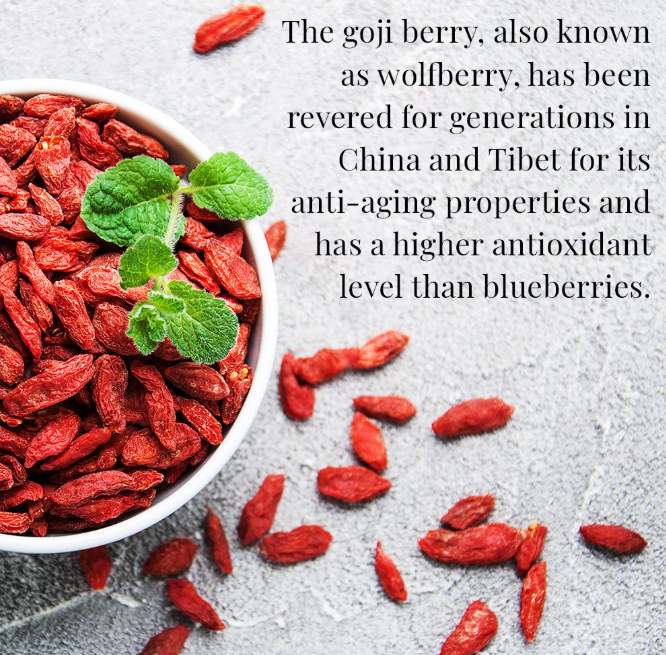 The goji berry, also known
as wolfberry, has been
revered for generations in
China and Tibet for its
anti-aging properties and
has a higher antioxidant
level than blueberries.